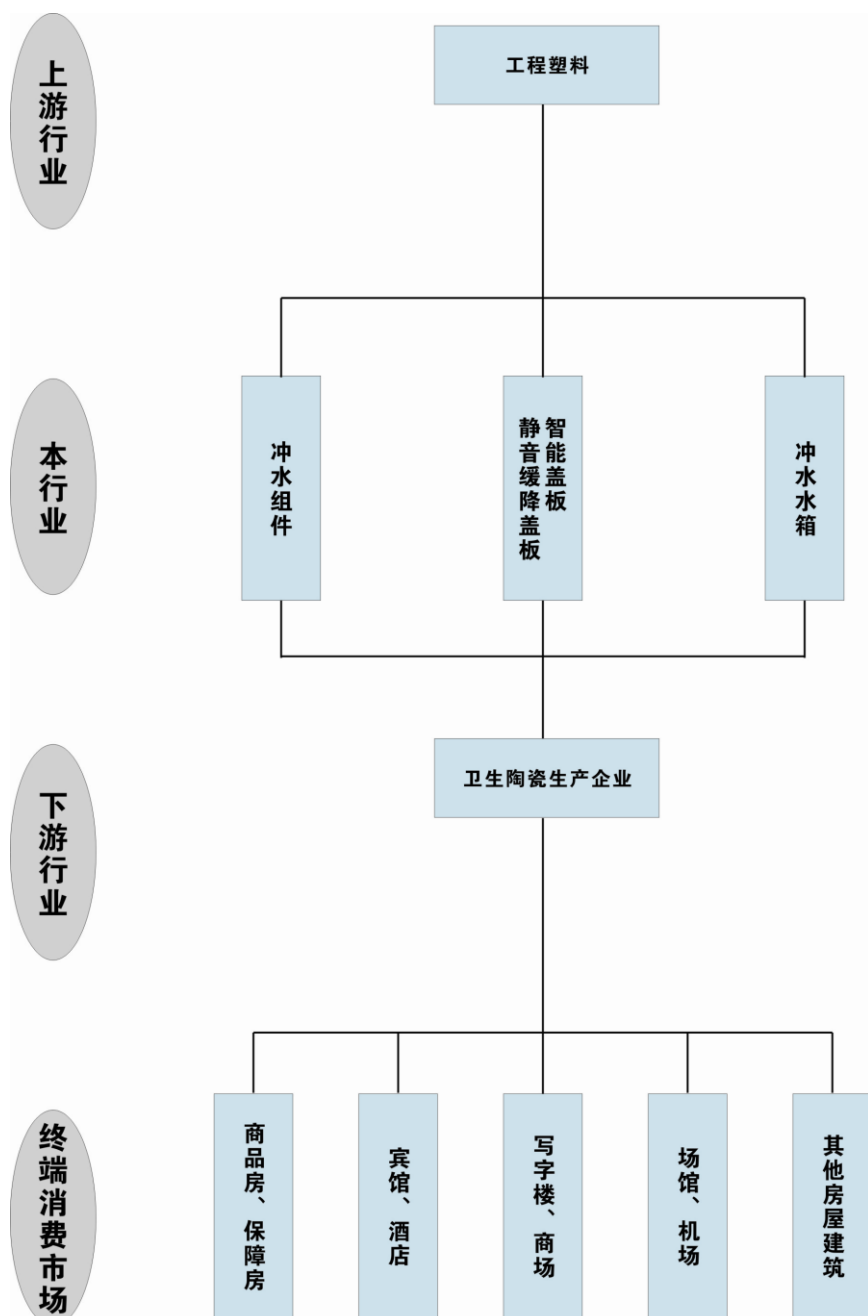 上游行业
工程塑料
本行业
冲水组件
智能盖板
静音缓降盖板
冲水水箱
下游行业
卫生陶瓷生产企业
终端消费市场
商品房、保障房
宾馆、酒店
写字楼、商场
场馆、机场
其他房屋建筑